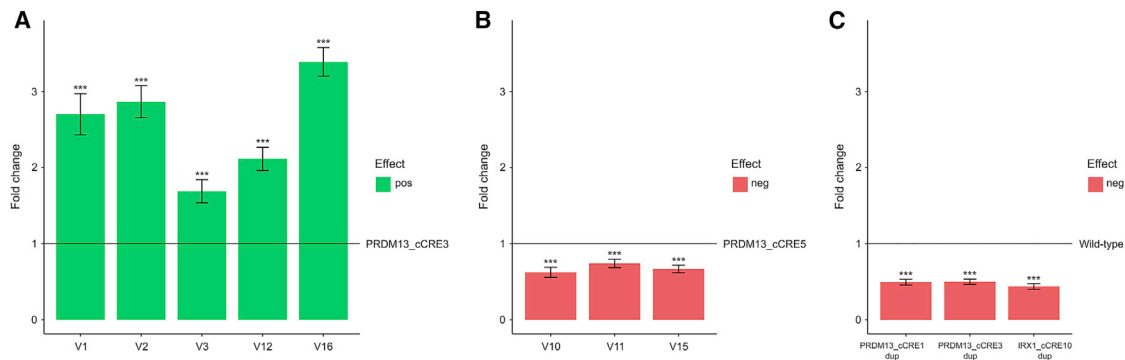 A
Fold change
3
2
1
0
***
***
***
***
***
PRDM13_cCRE3
Effect
pos
V1 V2 V3 V12 V16
B
Fold change
3
2
1
0
***
***
***
PRDM13_cCRE5
Effect
neg
V10 V11 V15
C
Fold change
3
2
1
0
***
***
***
Wild-type
Effect
neg
PRDM13_cCRE1 PRDM13_cCRE3 IRX1_cCRE10
dup dup dup